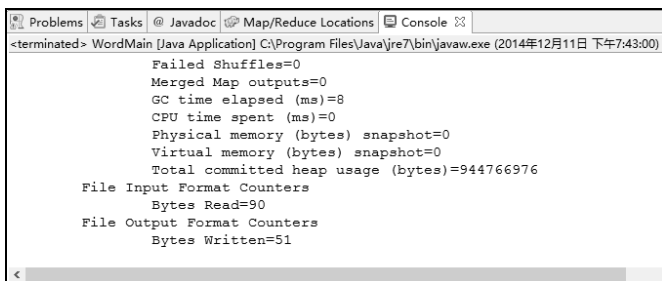 Problems Tasks @ Javadoc Map/Reduce Locations Console
<terminated> WordMain [Java Application] C:\Program Files\Java\jre7\bin\javaw.exe (2014年12月11日 下午7:43:00)
Failed Shuffles=0
Merged Map outputs=0
GC time elapsed (ms)=8
CPU time spent (ms)=0
Physical memory (bytes) snapshot=0
Virtual memory (bytes) snapshot=0
Total committed heap usage (bytes)=944766976
File Input Format Counters
Bytes Read=90
File Output Format Counters
Bytes Written=51